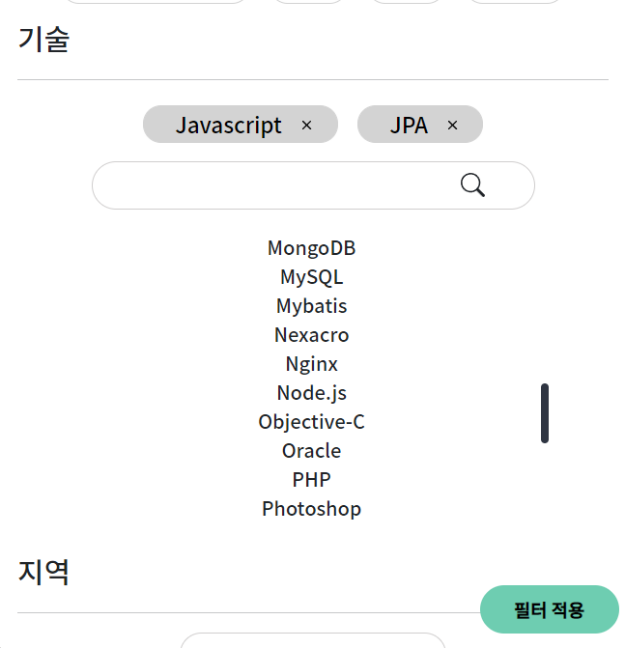 기술
Javascript × JPA ×
MongoDB
MySQL
Mybatis
Nexacro
Nginx
Node.js
Objective-C
Oracle
PHP
Photoshop
지역
필터 적용